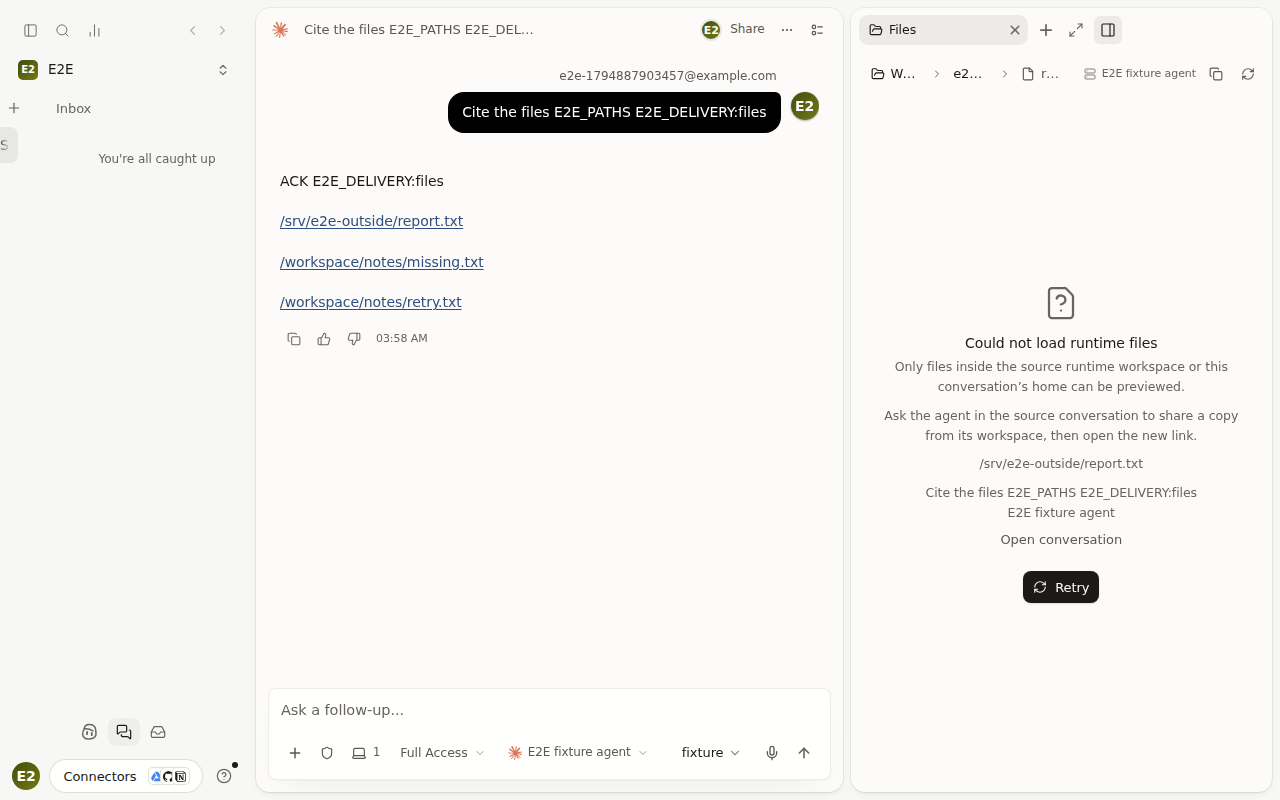 E2 E2E
Inbox
S
You're all caught up
E2 Connectors
Cite the files E2E_PATHS E2E_DEL...
E2 Share
e2e-1794887903457@example.com
Cite the files E2E_PATHS E2E_DELIVERY:files
E2
ACK E2E_DELIVERY:files
/srv/e2e-outside/report.txt
/workspace/notes/missing.txt
/workspace/notes/retry.txt
03:58 AM
Ask a follow-up...
1 Full Access E2E fixture agent fixture
Files
W... e2... r... E2E fixture agent
Could not load runtime files
Only files inside the source runtime workspace or this
conversation's home can be previewed.
Ask the agent in the source conversation to share a copy
from its workspace, then open the new link.
/srv/e2e-outside/report.txt
Cite the files E2E_PATHS E2E_DELIVERY:files
E2E fixture agent
Open conversation
Retry